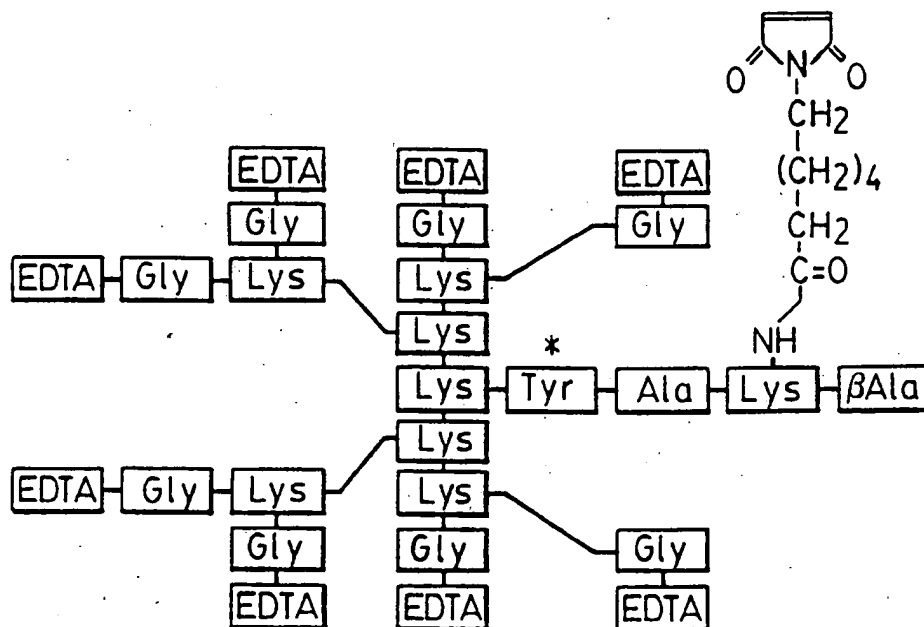 O N O
CH2
(CH2)4
CH2
C=O
NH
EDTA EDTA EDTA
Gly Gly Gly
EDTA Gly Lys Lys
Lys
*
Lys Tyr Ala Lys βAla
Lys
EDTA Gly Lys Lys
Gly Gly Gly
EDTA EDTA EDTA